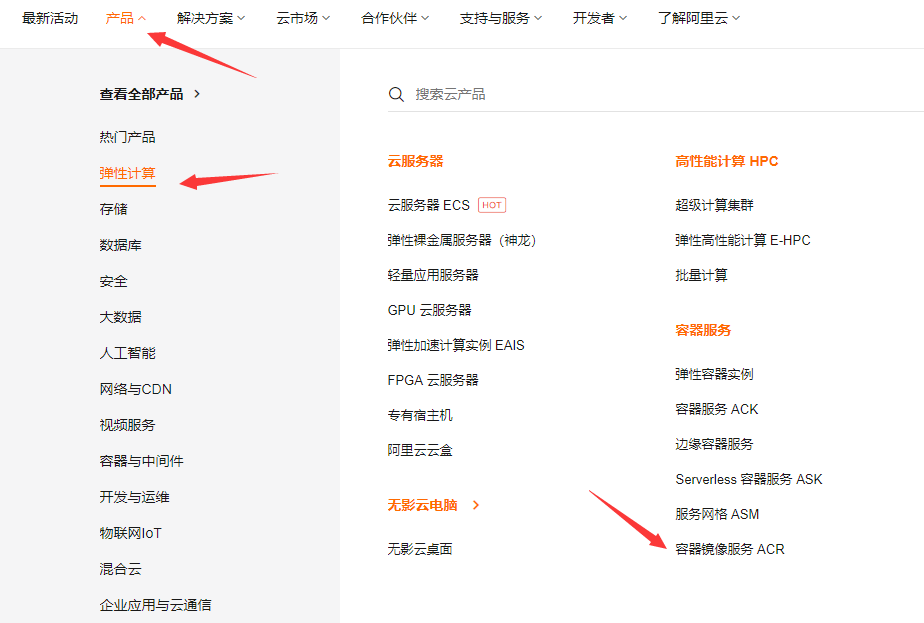 最新活动 产品 解决方案 云市场 合作伙伴 支持与服务 开发者 了解阿里云
查看全部产品
热门产品
弹性计算
存储
数据库
安全
大数据
人工智能
网络与CDN
视频服务
容器与中间件
开发与运维
物联网IoT
混合云
企业应用与云通信
搜索云产品
云服务器
云服务器 ECS HOT
弹性裸金属服务器（神龙）
轻量应用服务器
GPU 云服务器
弹性加速计算实例 EAIS
FPGA 云服务器
专有宿主机
阿里云云盒
无影云电脑
无影云桌面
高性能计算 HPC
超级计算集群
弹性高性能计算 E-HPC
批量计算
容器服务
弹性容器实例
容器服务 ACK
边缘容器服务
Serverless 容器服务 ASK
服务网格 ASM
容器镜像服务 ACR